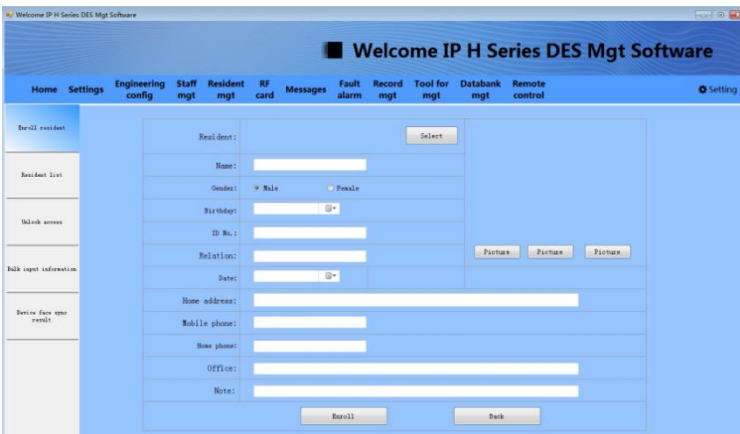 Welcome IP H Series DES Mgt Software
Welcome IP H Series DES Mgt Software
Home Settings Engineering config Staff mgt Resident mgt RF card Messages Fault alarm Record mgt Tool for mgt Databank mgt Remote control Setting
Enroll resident
Resident list
Unlock access
Bulk input information
Device face sync
result
Resident: Select
Name:
Gender: Male Female
Birthday:
ID No.:
Relation:
Picture Picture Picture
Date:
Home address:
Mobile phone:
Home phone:
Office:
Note:
Enroll Back